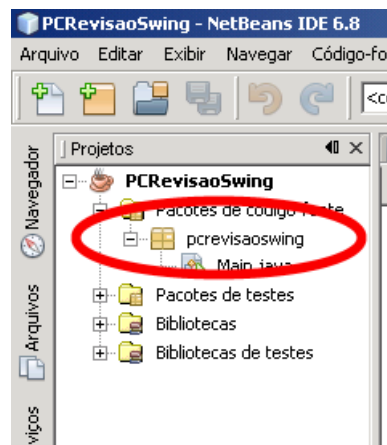 PCRevisaoSwing - NetBeans IDE 6.8
Arquivo Editar Exibir Navegar Código-fo
<c
Projetos
PCRevisaoSwing
Pacotes de código fonte
pcrevisaoswing
Main.java
Pacotes de testes
Bibliotecas
Bibliotecas de testes
Navegador
Arquivos
viços